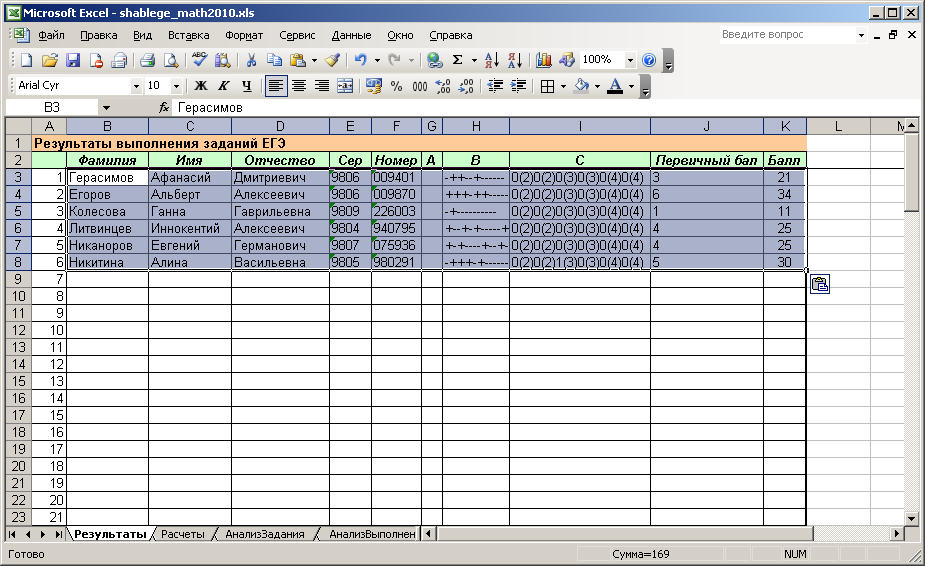 Microsoft Excel - shablege_math2010.xls
Файл Правка Вид Вставка Формат Сервис Данные Окно Справка Введите вопрос
100%
Arial Cyr 10 Ж К Ч % 000
B3 fx Герасимов
A B C D E F G H I J K L M
1 Результаты выполнения заданий ЕГЭ
2 Фамилия Имя Отчество Сер Номер A B C Первичный бал Балл
3 1 Герасимов Афанасий Дмитриевич 9806 009401 -++--+------ 0(2)0(2)0(3)0(3)0(4)0(4) 3 21
4 2 Егоров Альберт Алексеевич 9806 009870 +++-++------ 0(2)0(2)0(3)0(3)0(4)0(4) 6 34
5 3 Колесова Ганна Гаврильевна 9809 226003 -+---------- 0(2)0(2)0(3)0(3)0(4)0(4) 1 11
6 4 Литвинцев Иннокентий Алексеевич 9804 940795 0(2)0(2)0(3)0(3)0(4)0(4) 4 25
7 5 Никаноров Евгений Германович 9807 075936 0(2)0(2)0(3)0(3)0(4)0(4) 4 25
8 6 Никитина Алина Васильевна 9805 980291 -+++-+------ 0(2)0(2)1(3)0(3)0(4)0(4) 5 30
9 7
10 8
11 9
12 10
13 11
14 12
15 13
16 14
17 15
18 16
19 17
20 18
21 19
22 20
23 21
Результаты Расчеты АнализЗадания АнализВыполнен
Готово Сумма=169 NUM